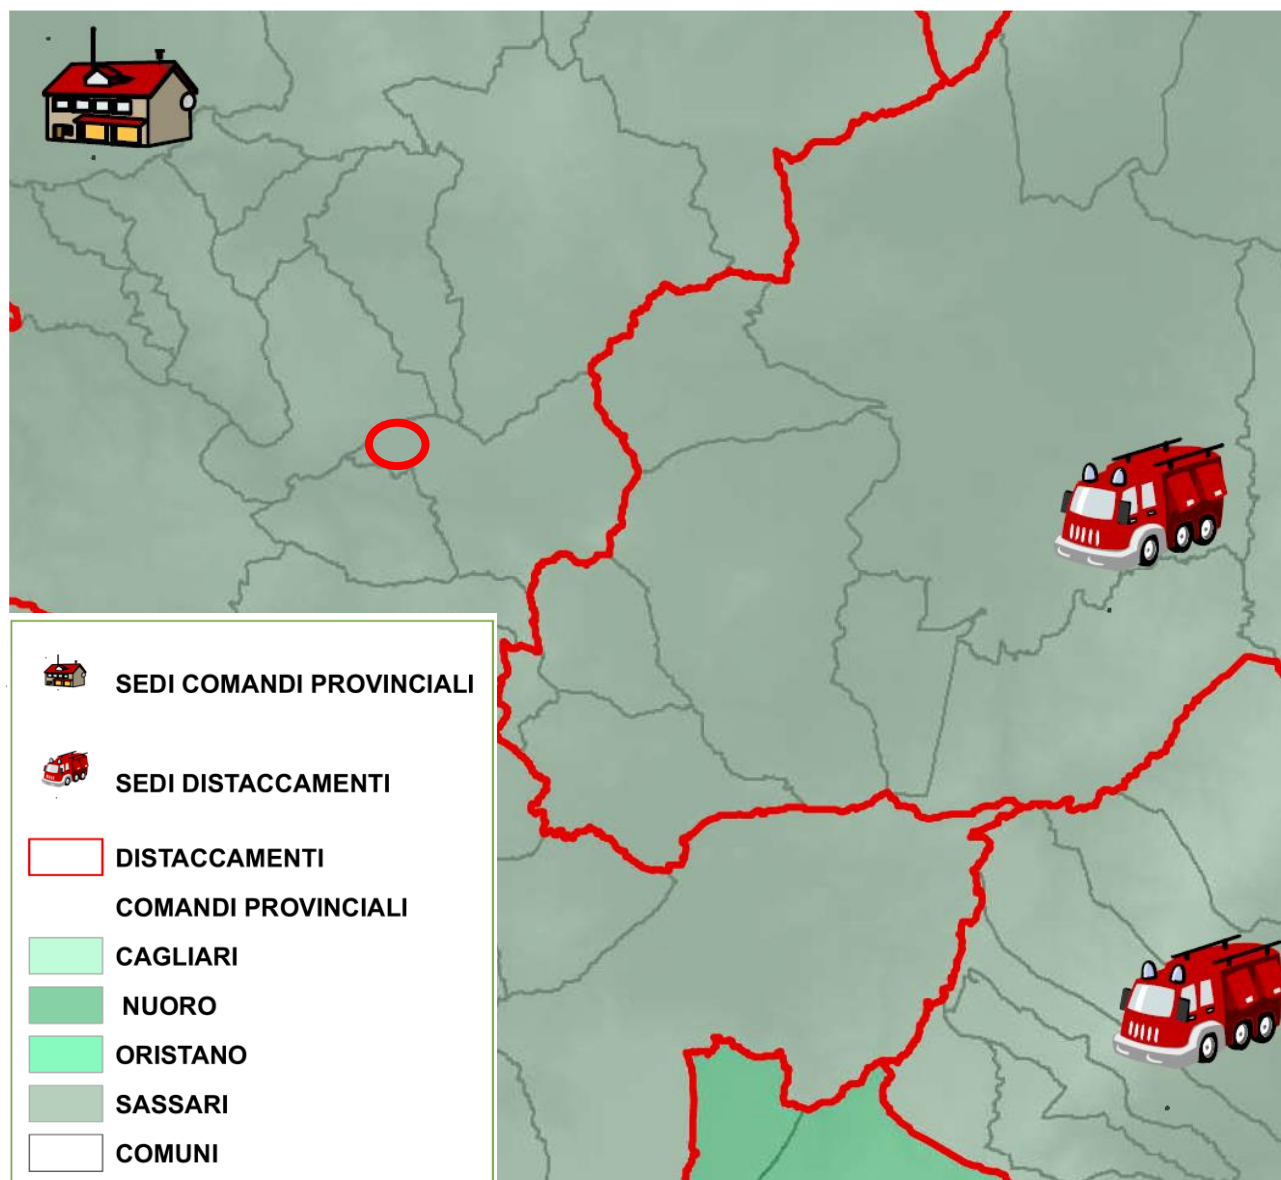 SEDI COMANDI PROVINCIALI
SEDI DISTACCAMENTI
DISTACCAMENTI
COMANDI PROVINCIALI
CAGLIARI
NUORO
ORISTANO
SASSARI
COMUNI